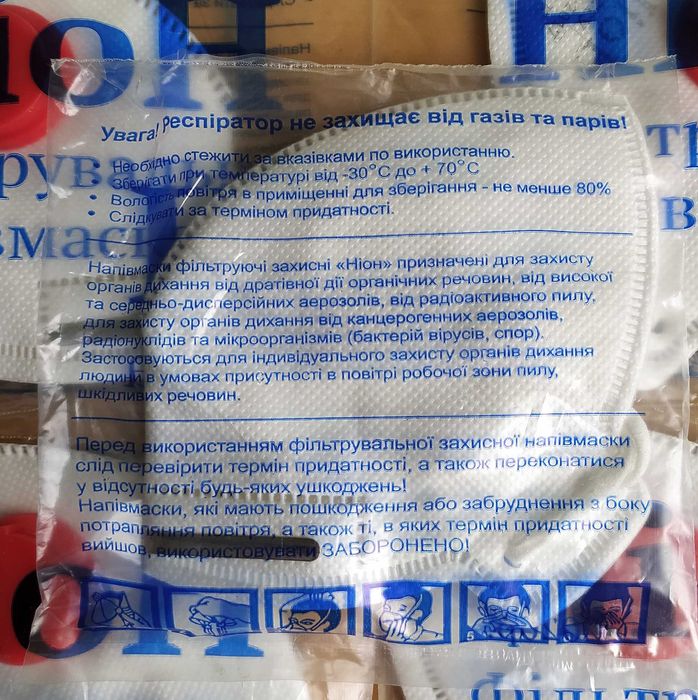 Увага! Респіратор не захищає від газів та парів!
• Необхідно стежити за вказівками по використанню.
• Зберігати при температурі від -30°С до + 70°С
• Вологість повітря в приміщенні для зберігання - не менше 80%
• Слідкувати за терміном придатності.
Напівмаски фільтруючі захисні «Ніон» призначені для захисту
органів дихання від дратівної дії органічних речовин, від високої
та середньо-дисперсійних аерозолів, від радіоактивного пилу,
для захисту органів дихання від канцерогенних аерозолів,
радіонуклідів та мікроорганізмів (бактерій вірусів, спор).
Застосовуються для індивідуального захисту органів дихання
людини в умовах присутності в повітрі робочої зони пилу,
шкідливих речовин.
Перед використанням фільтрувальної захисної напівмаски
слід перевірити термін придатності, а також переконатися
у відсутності будь-яких ушкоджень!
Напівмаски, які мають пошкодження або забруднення з боку
потрапляння повітря, а також ті, в яких термін придатності
вийшов, використовувати ЗАБОРОНЕНО!